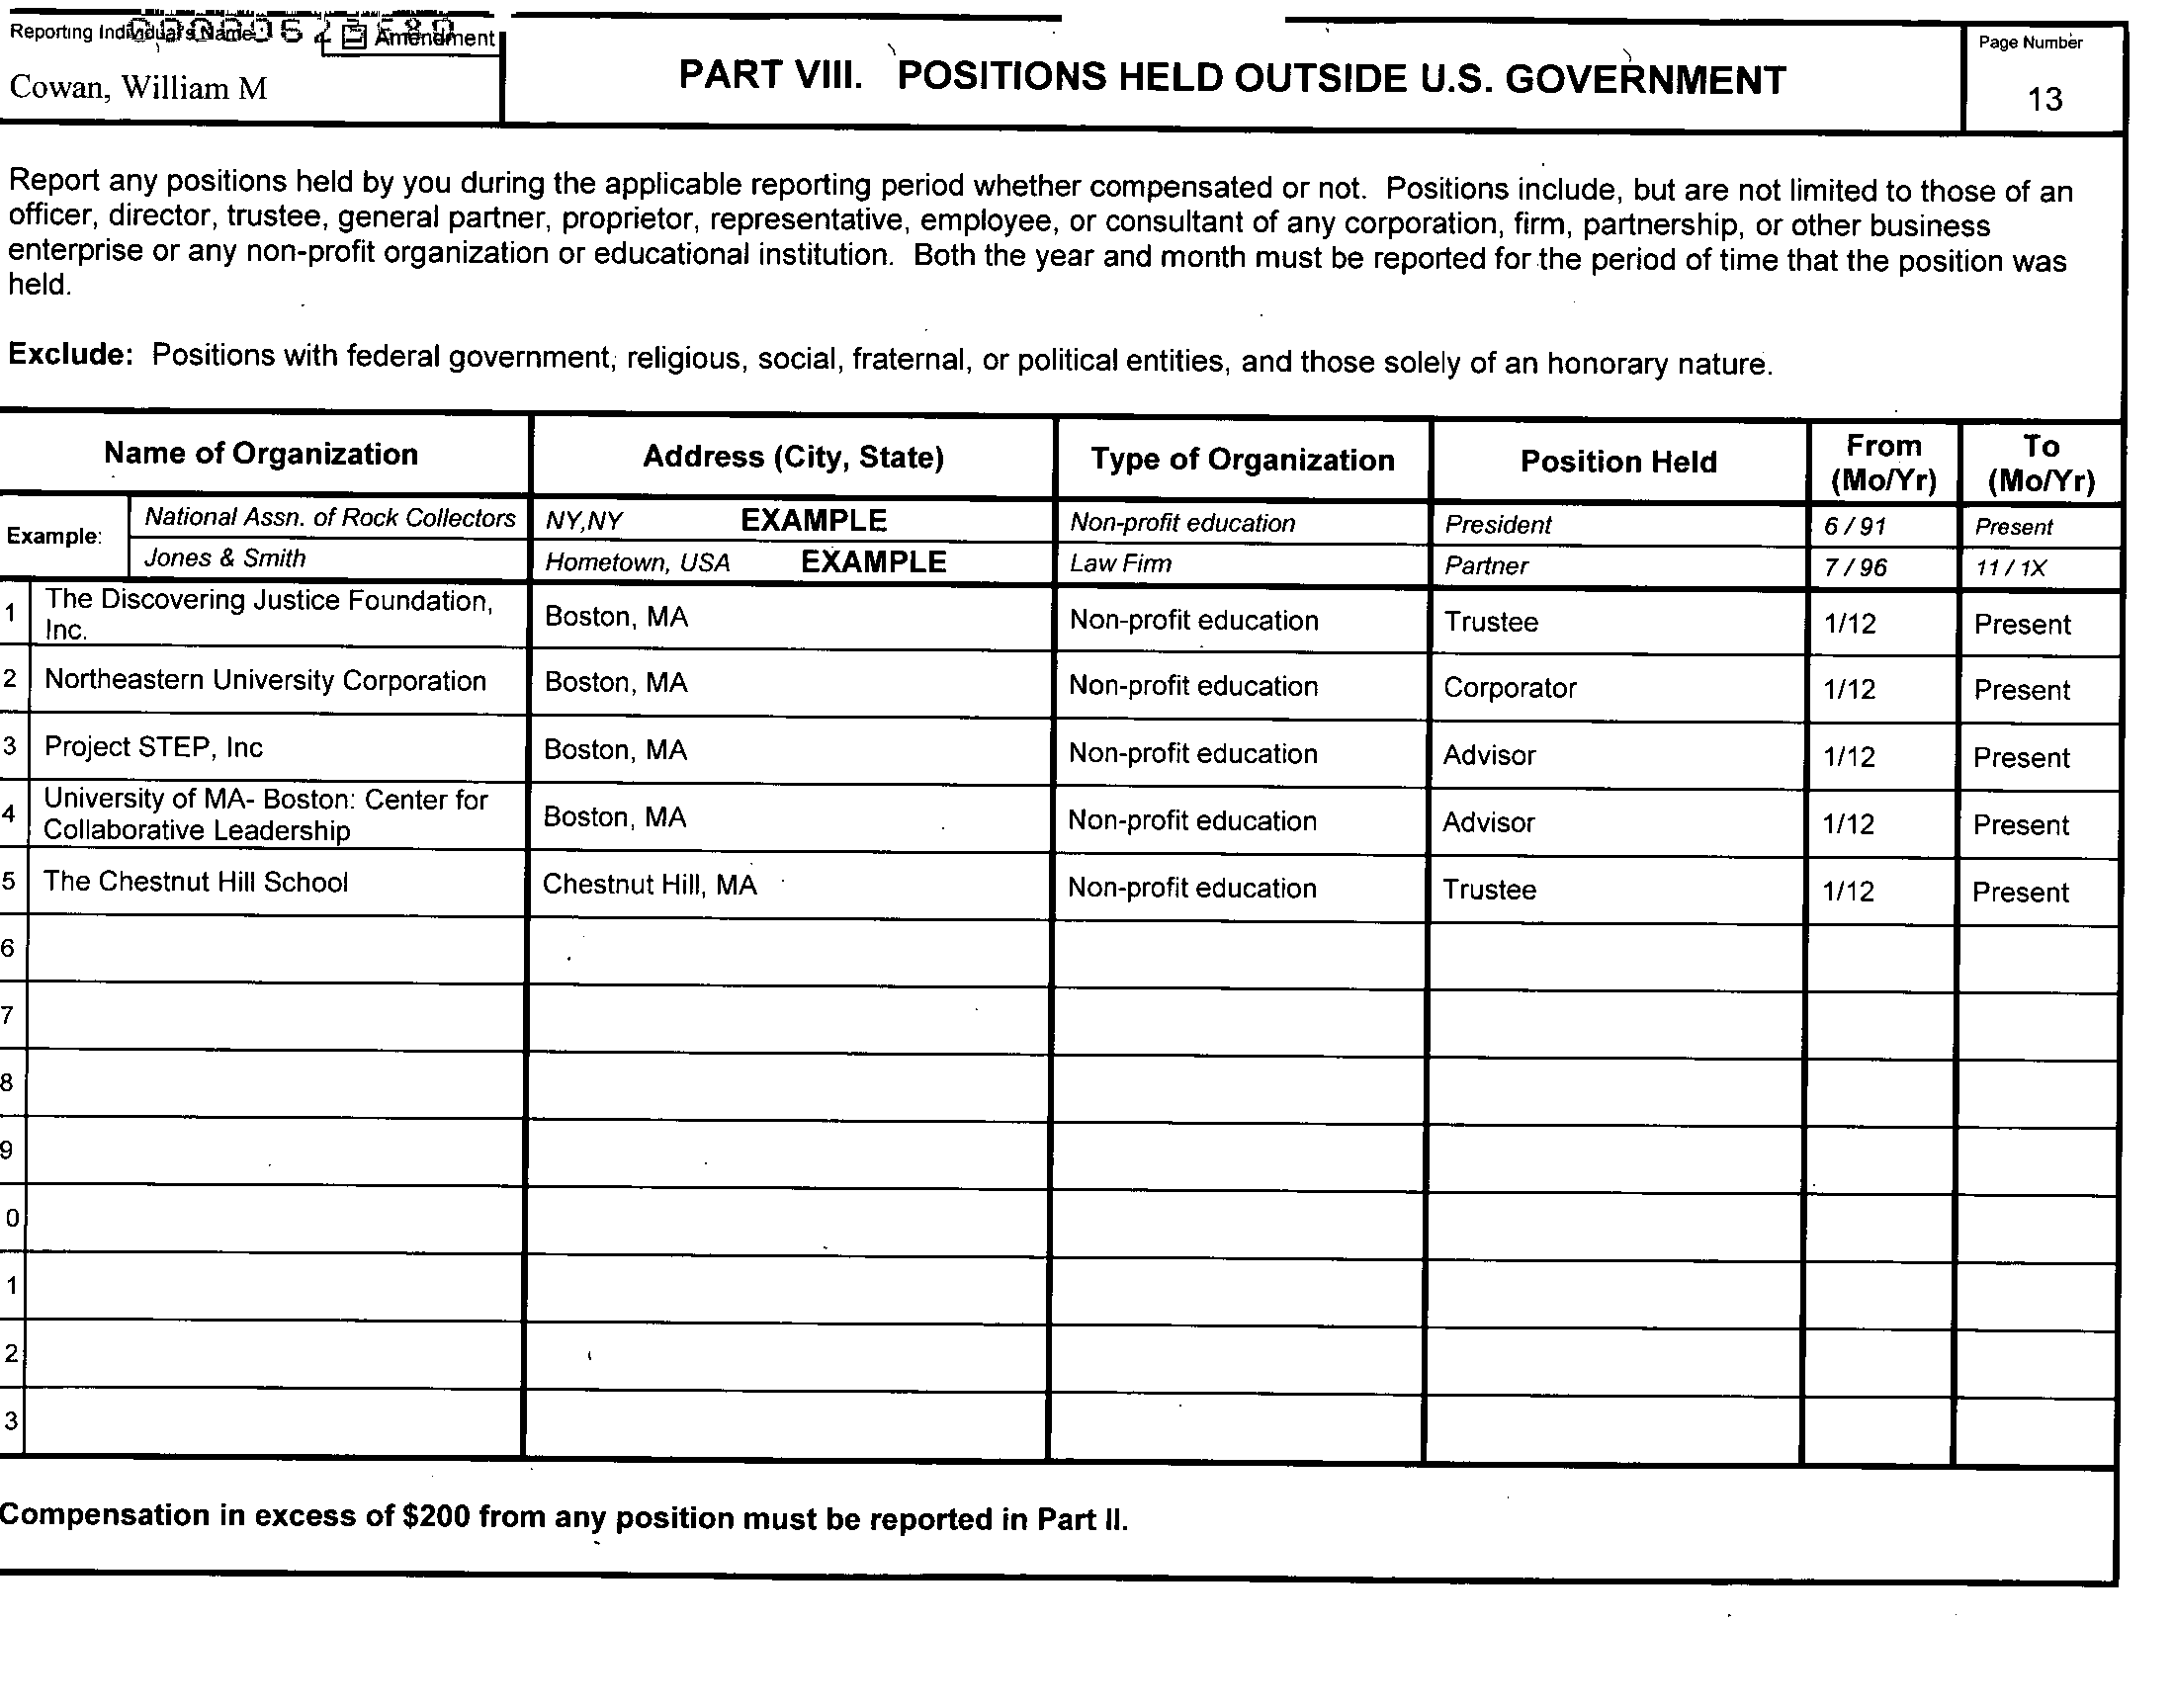 Reporting Individual's Name
Amendment
Cowan, William M
PART VIII. POSITIONS HELD OUTSIDE U.S. GOVERNMENT
Page Number
13
Report any positions held by you during the applicable reporting period whether compensated or not. Positions include, but are not limited to those of an
officer, director, trustee, general partner, proprietor, representative, employee, or consultant of any corporation, firm, partnership, or other business
enterprise or any non-profit organization or educational institution. Both the year and month must be reported for the period of time that the position was
held.
Exclude: Positions with federal government, religious, social, fraternal, or political entities, and those solely of an honorary nature.
Name of Organization Address (City, State) Type of Organization Position Held From (Mo/Yr) To (Mo/Yr)
Example: National Assn. of Rock Collectors NY,NY EXAMPLE Non-profit education President 6 / 91 Present
Jones & Smith Hometown, USA EXAMPLE Law Firm Partner 7 / 96 11 / 1X
1 The Discovering Justice Foundation, Inc. Boston, MA Non-profit education Trustee 1/12 Present
2 Northeastern University Corporation Boston, MA Non-profit education Corporator 1/12 Present
3 Project STEP, Inc Boston, MA Non-profit education Advisor 1/12 Present
4 University of MA- Boston: Center for Collaborative Leadership Boston, MA Non-profit education Advisor 1/12 Present
5 The Chestnut Hill School Chestnut Hill, MA Non-profit education Trustee 1/12 Present
6
7
8
9
0
1
2
3
Compensation in excess of $200 from any position must be reported in Part II.